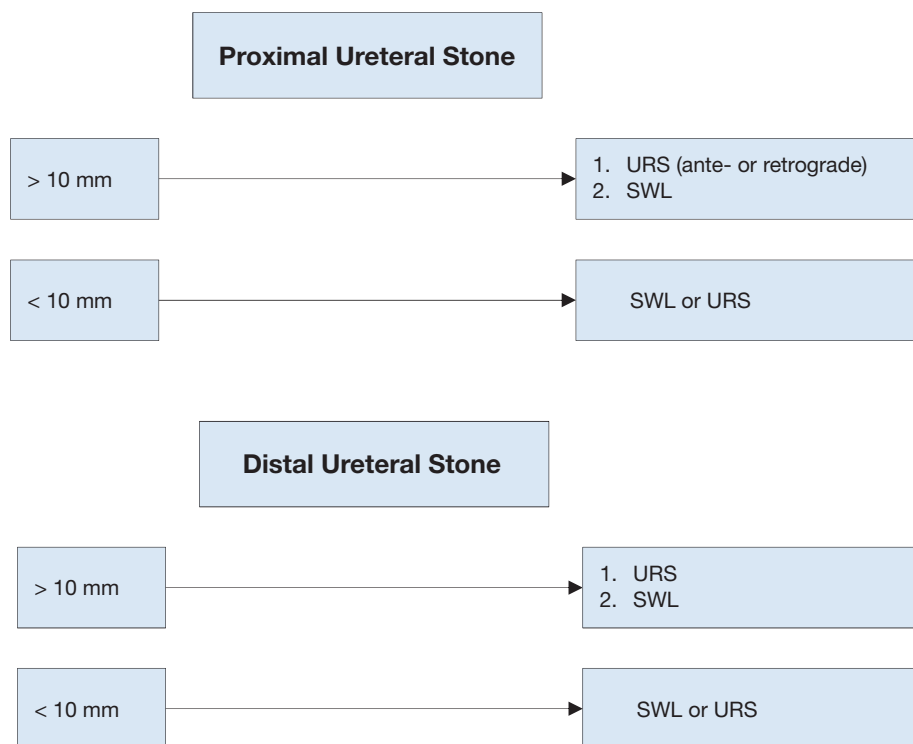 Proximal Ureteral Stone
> 10 mm
1. URS (ante- or retrograde)
2. SWL
< 10 mm
SWL or URS
Distal Ureteral Stone
> 10 mm
1. URS
2. SWL
< 10 mm
SWL or URS